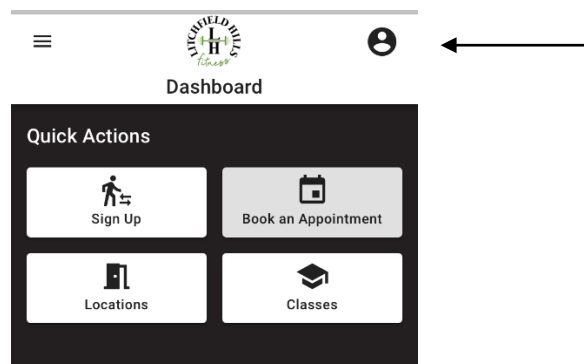 LITCHFIELD HILLS
LH
fitness
Dashboard
Quick Actions
Sign Up
Book an Appointment
Locations
Classes